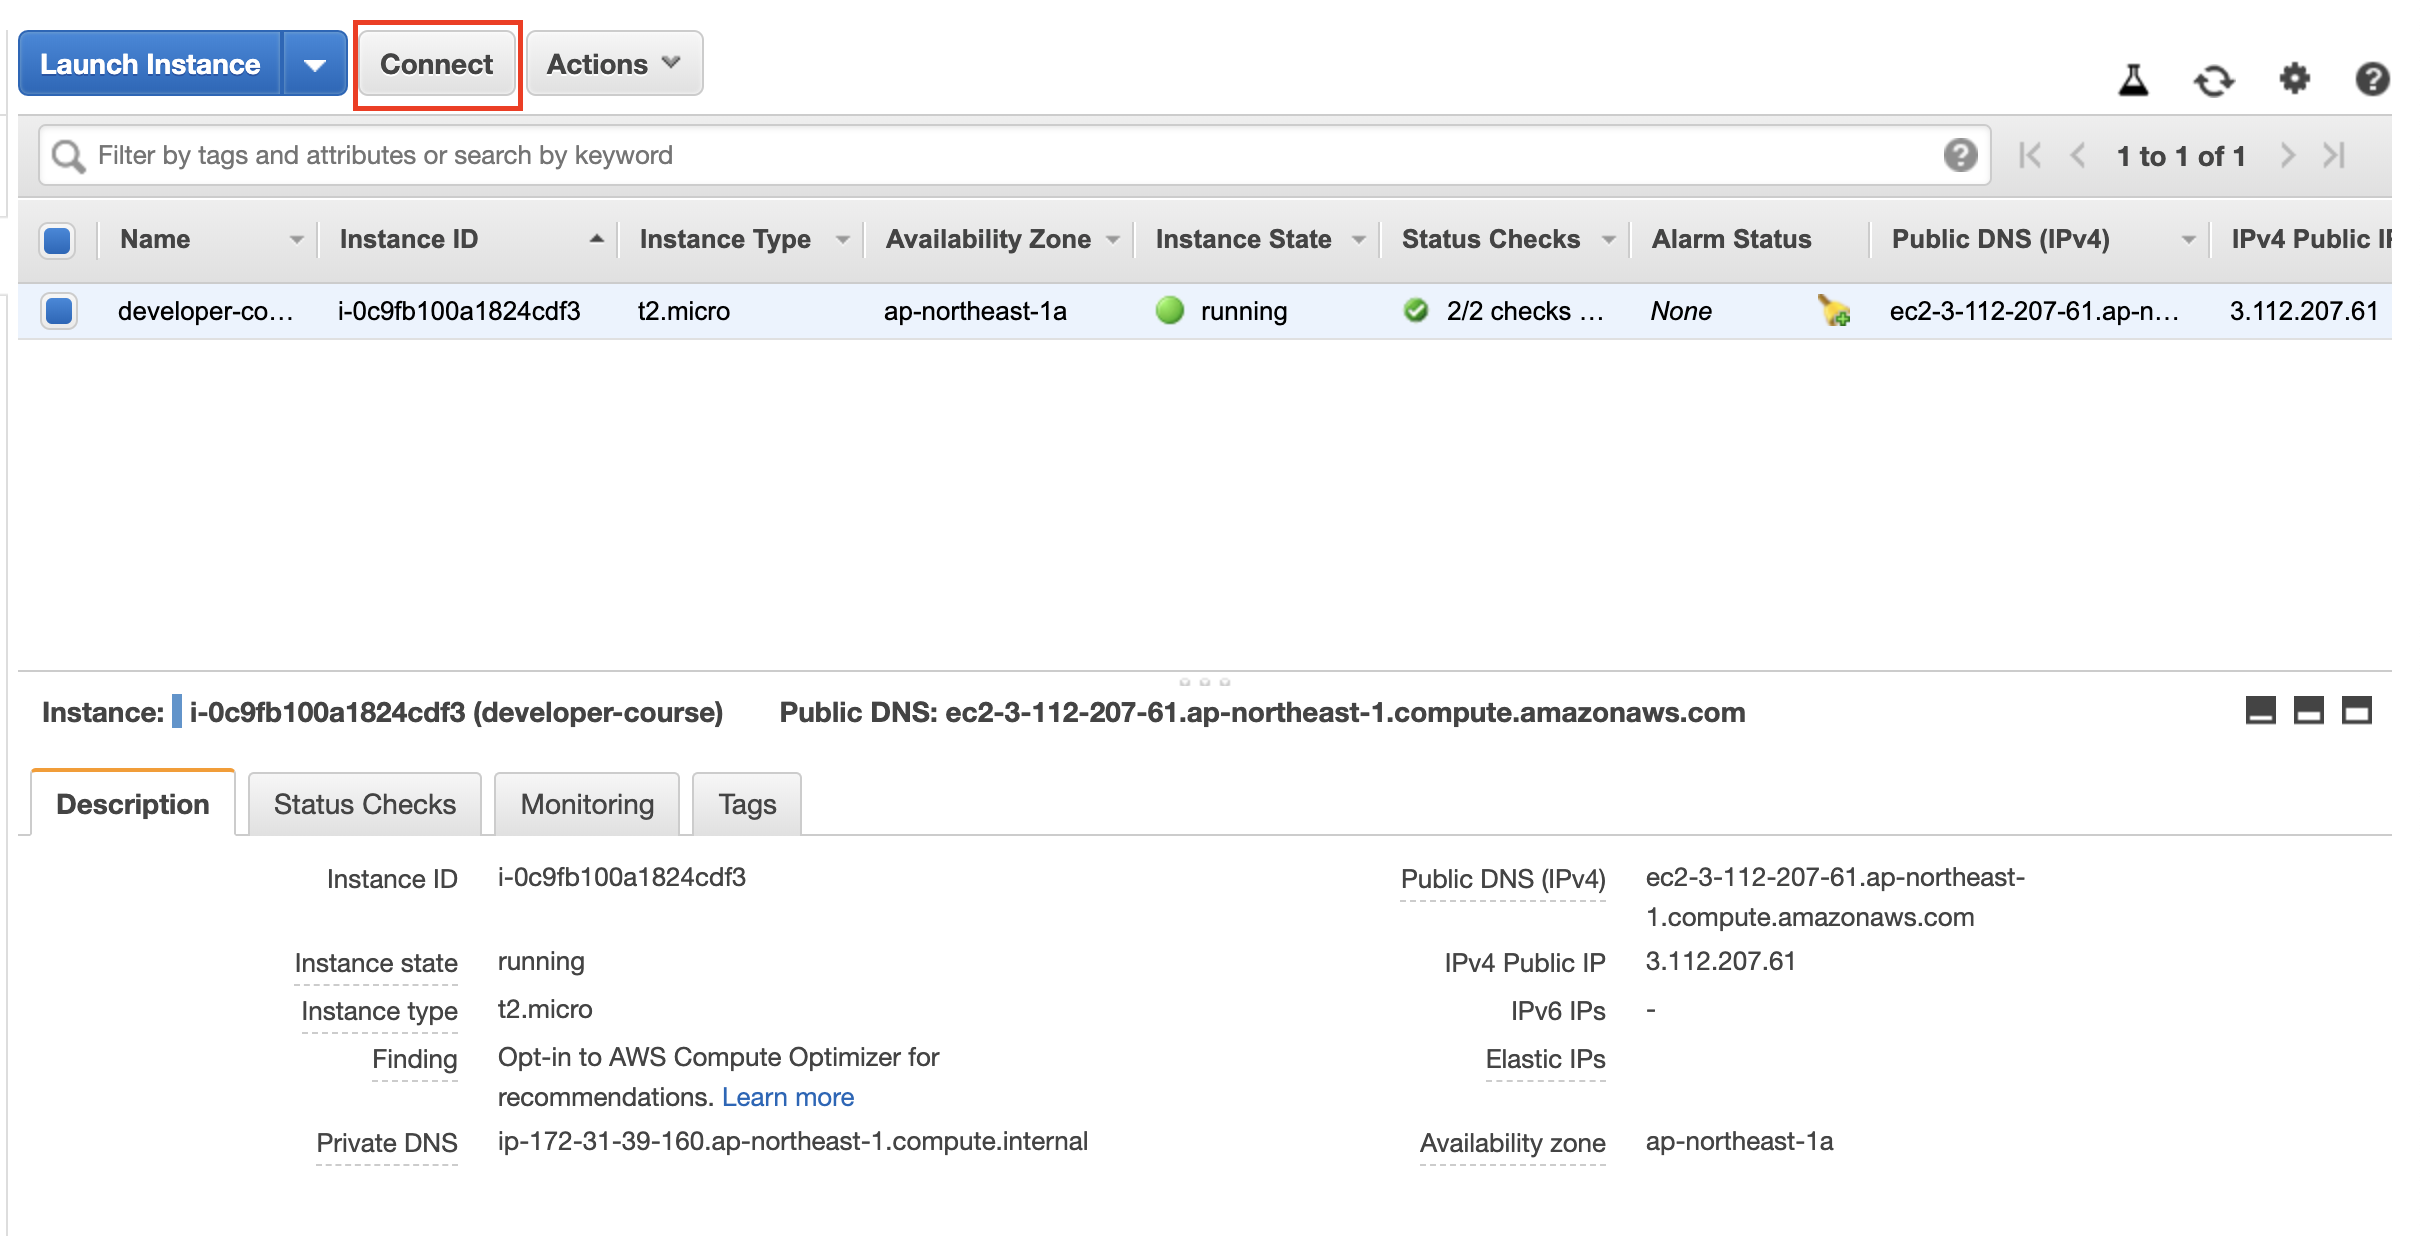 Launch Instance Connect Actions
Filter by tags and attributes or search by keyword 1 to 1 of 1
Name Instance ID Instance Type Availability Zone Instance State Status Checks Alarm Status Public DNS (IPv4) IPv4 Public IP
developer-co... i-0c9fb100a1824cdf3 t2.micro ap-northeast-1a running 2/2 checks ... None ec2-3-112-207-61.ap-n... 3.112.207.61
Instance: i-0c9fb100a1824cdf3 (developer-course) Public DNS: ec2-3-112-207-61.ap-northeast-1.compute.amazonaws.com
Description Status Checks Monitoring Tags
Instance ID i-0c9fb100a1824cdf3 Public DNS (IPv4) ec2-3-112-207-61.ap-northeast-
1.compute.amazonaws.com
Instance state running IPv4 Public IP 3.112.207.61
Instance type t2.micro IPv6 IPs -
Finding Opt-in to AWS Compute Optimizer for Elastic IPs
recommendations. Learn more
Private DNS ip-172-31-39-160.ap-northeast-1.compute.internal Availability zone ap-northeast-1a